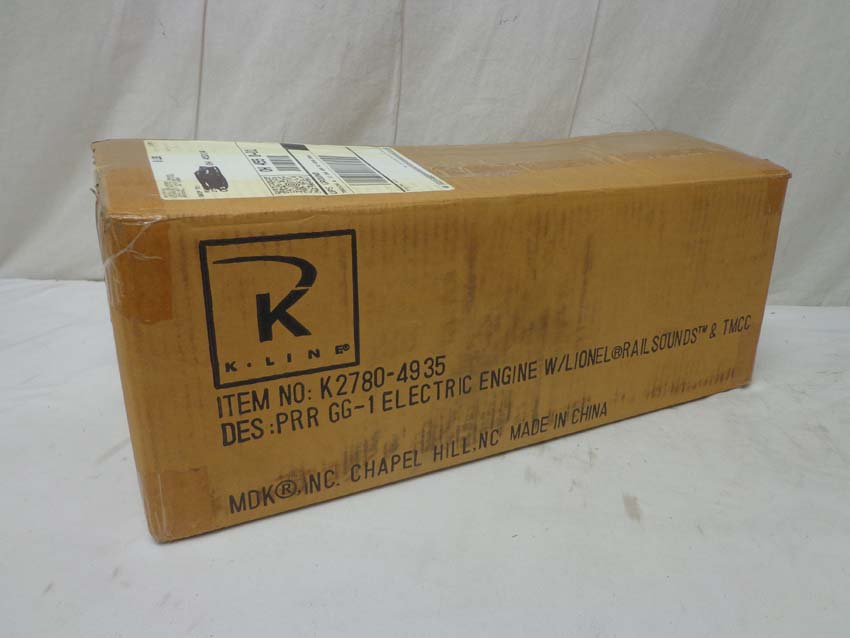 K
K-LINE®
ITEM NO: K2780-4935
DES:PRR GG-1 ELECTRIC ENGINE W/LIONEL®RAILSOUNDS™ & TMCC
MDK®,INC. CHAPEL HILL,NC MADE IN CHINA